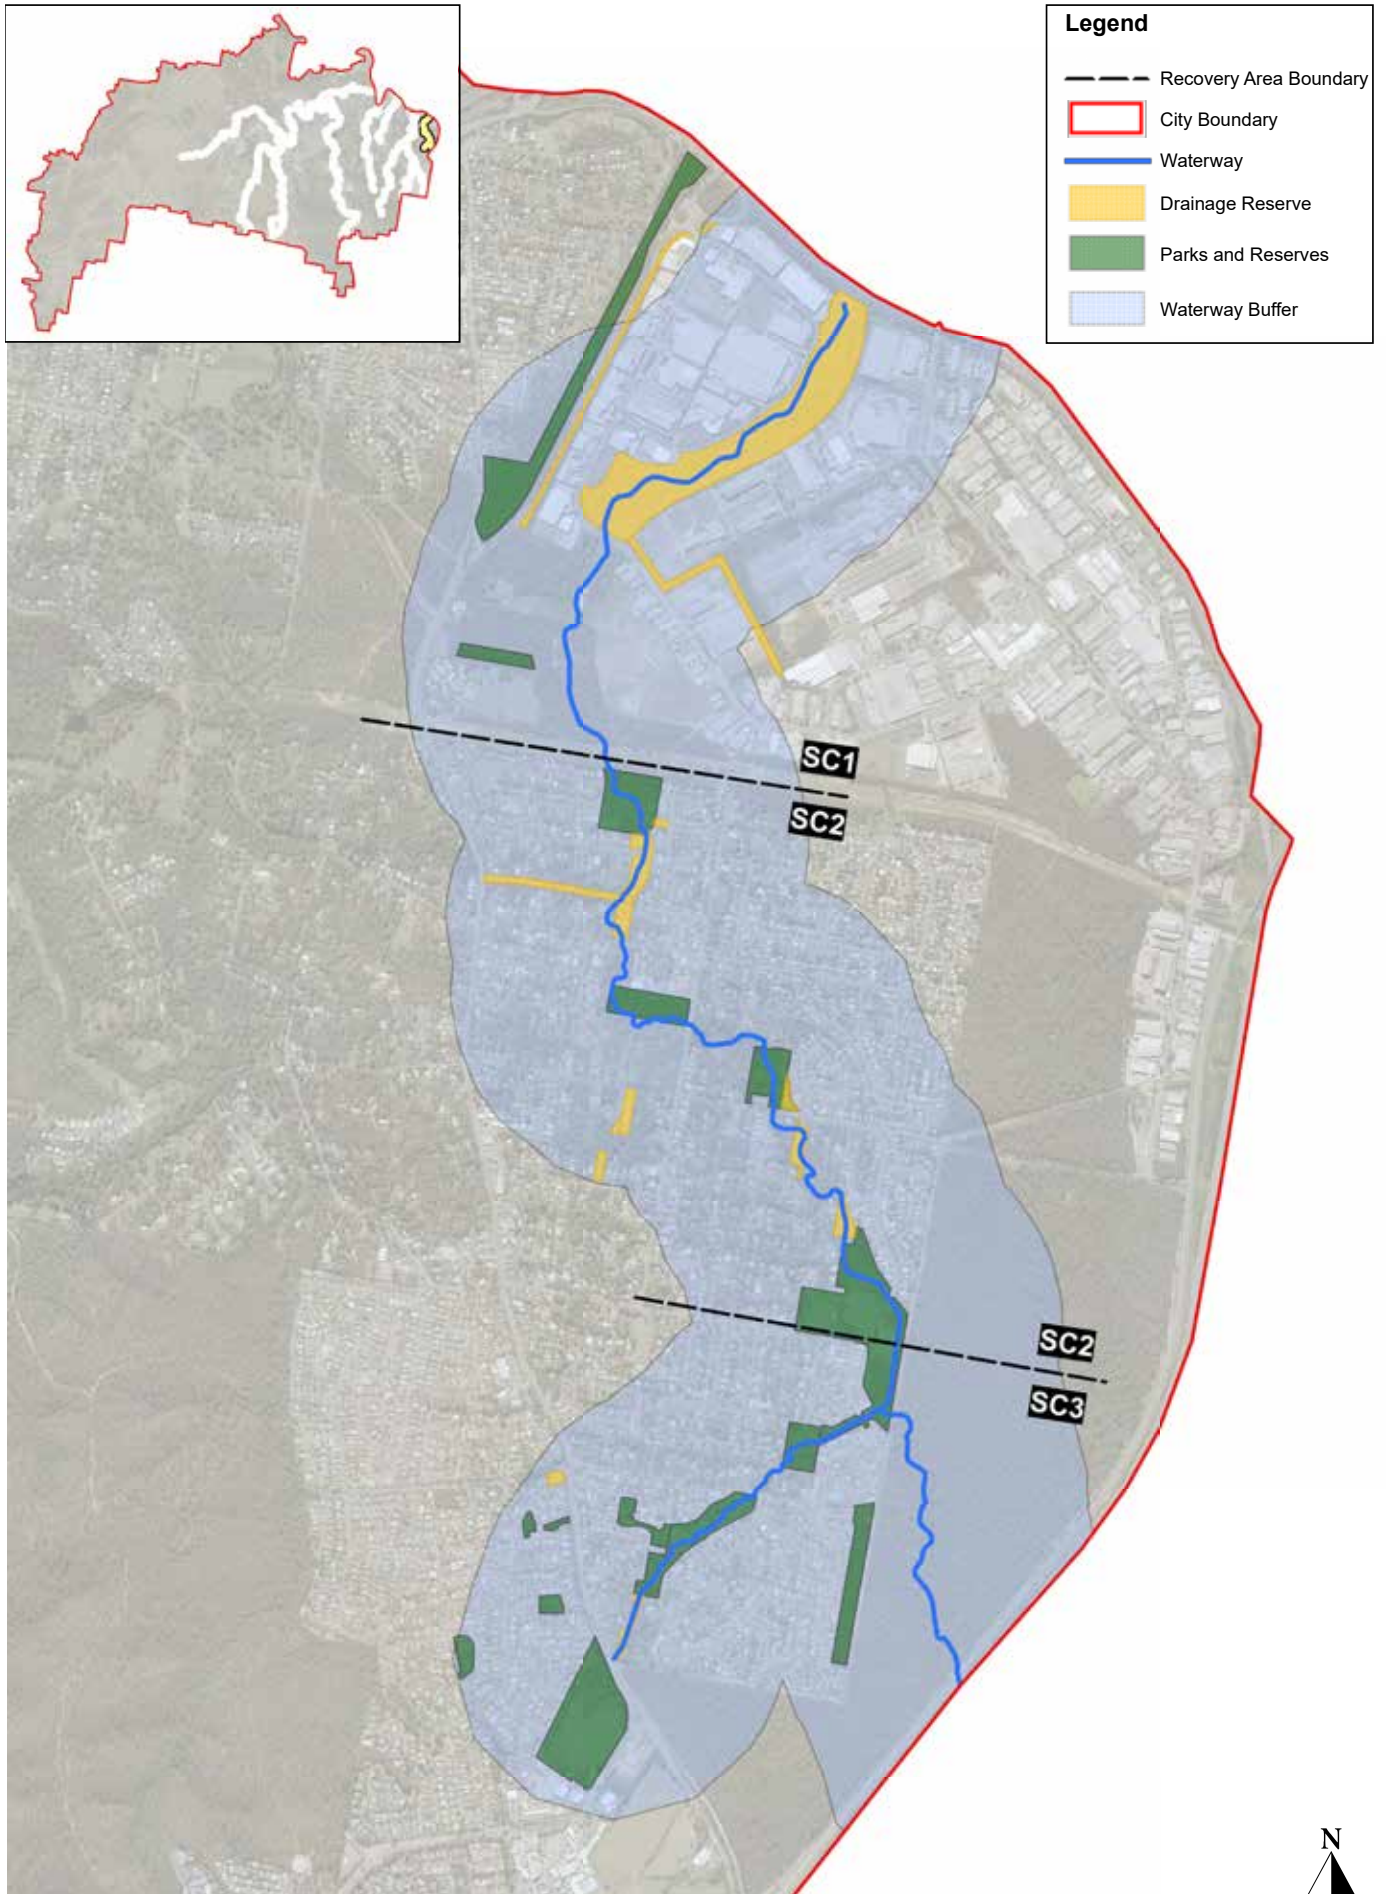 Legend
Recovery Area Boundary
City Boundary
Waterway
Drainage Reserve
Parks and Reserves
Waterway Buffer
SC1
SC2
SC2
SC3
N